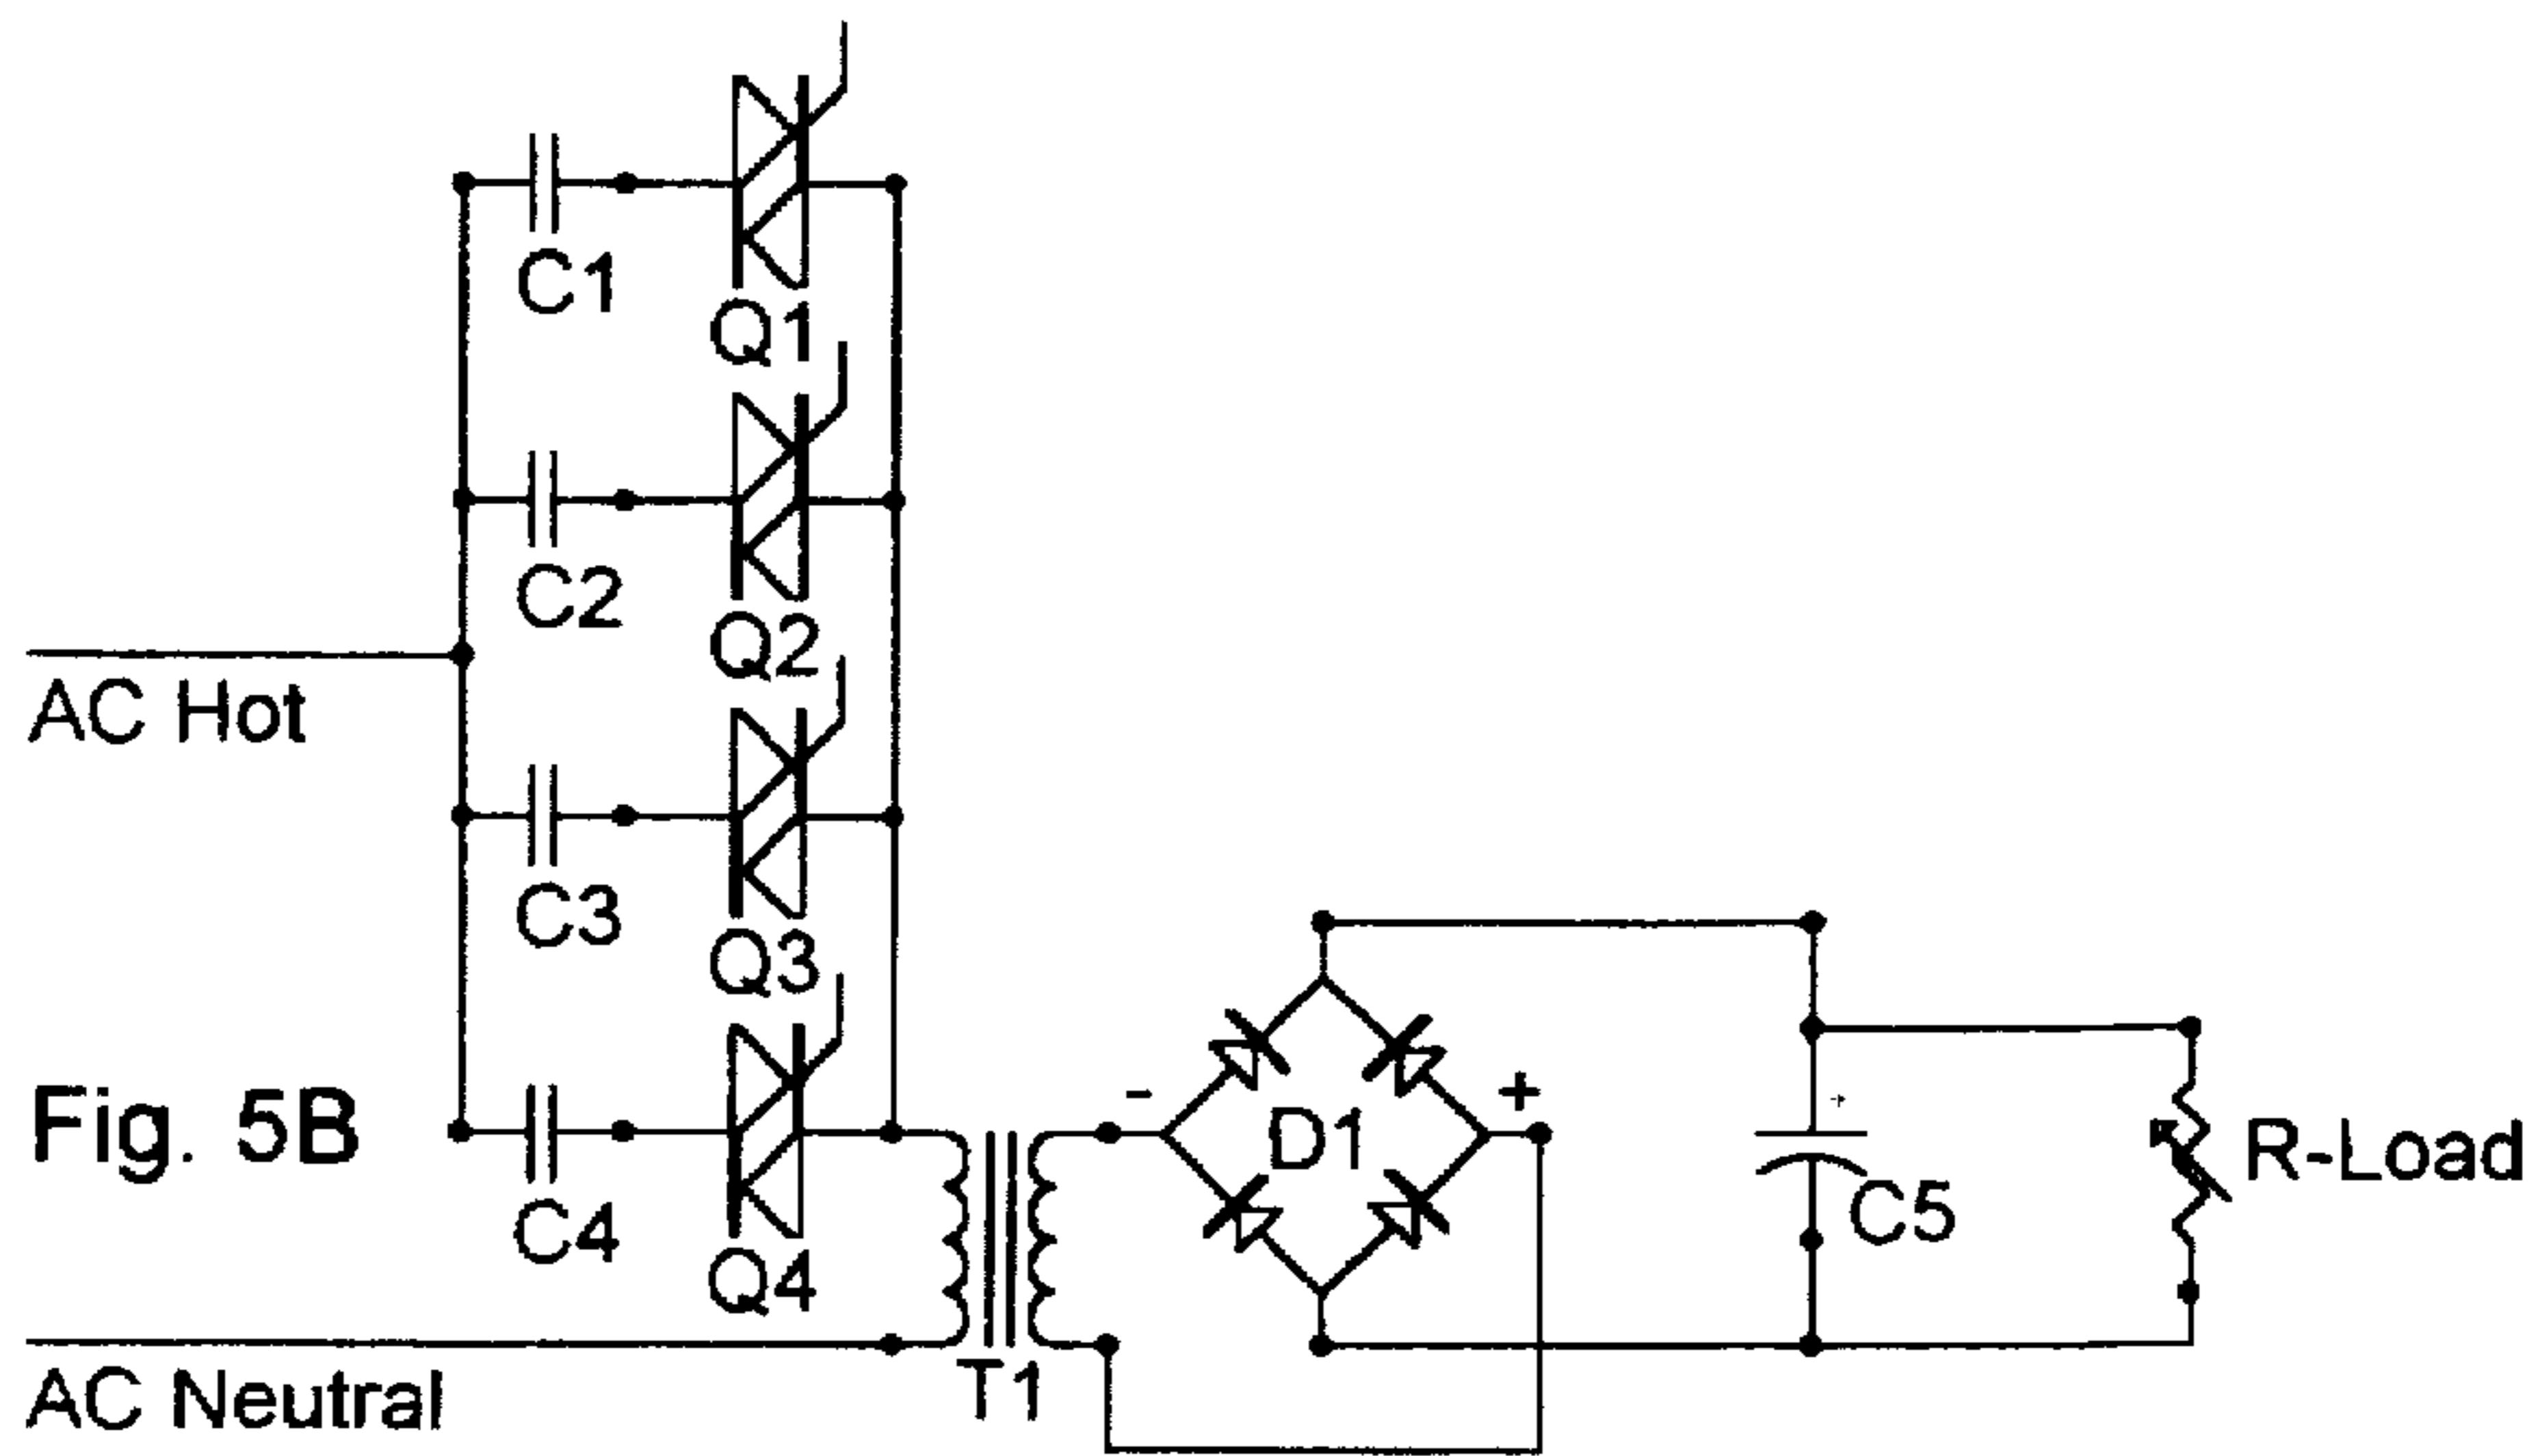 C1
Q1
C2
Q2
AC Hot
C3
Q3
Fig. 5B
C4
Q4
-
D1
+
+
C5
R-Load
T1
AC Neutral